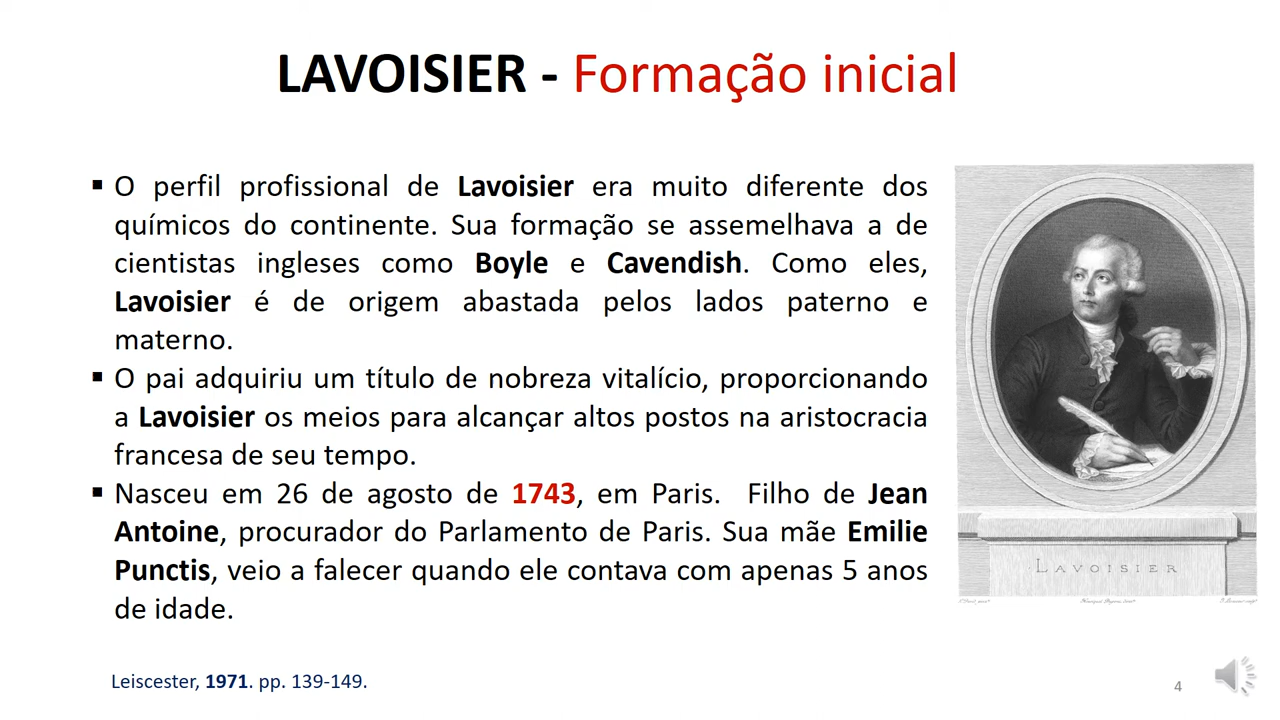 LAVOISIER - Formação inicial
▪ O perfil profissional de Lavoisier era muito diferente dos
químicos do continente. Sua formação se assemelhava a de
cientistas ingleses como Boyle e Cavendish. Como eles,
Lavoisier é de origem abastada pelos lados paterno e
materno.
▪ O pai adquiriu um título de nobreza vitalício, proporcionando
a Lavoisier os meios para alcançar altos postos na aristocracia
francesa de seu tempo.
▪ Nasceu em 26 de agosto de 1743, em Paris. Filho de Jean
Antoine, procurador do Parlamento de Paris. Sua mãe Emilie
Punctis, veio a falecer quando ele contava com apenas 5 anos
de idade.
LAVOISIER
Leiscester, 1971. pp. 139-149.
4